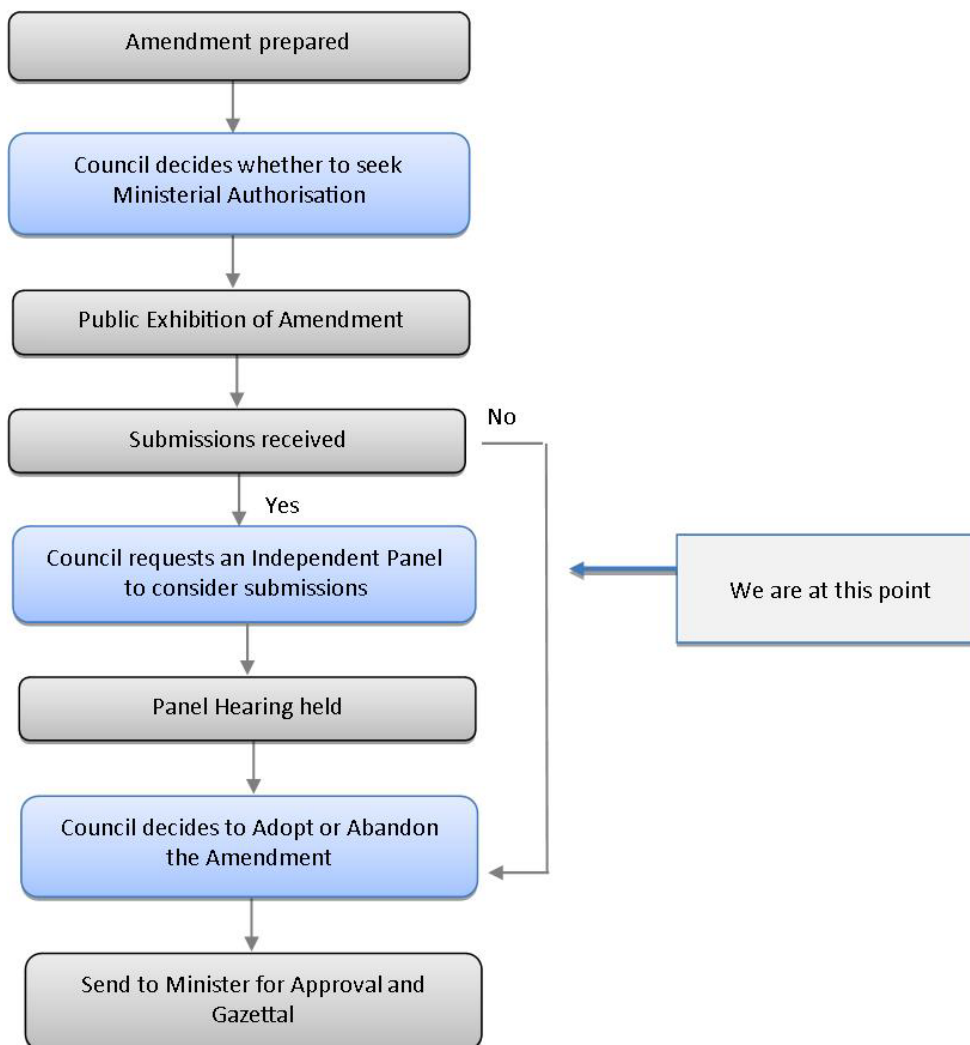 Amendment prepared
Council decides whether to seek
Ministerial Authorisation
Public Exhibition of Amendment
No
Submissions received
Yes
Council requests an Independent Panel
to consider submissions
We are at this point
Panel Hearing held
Council decides to Adopt or Abandon
the Amendment
Send to Minister for Approval and
Gazettal